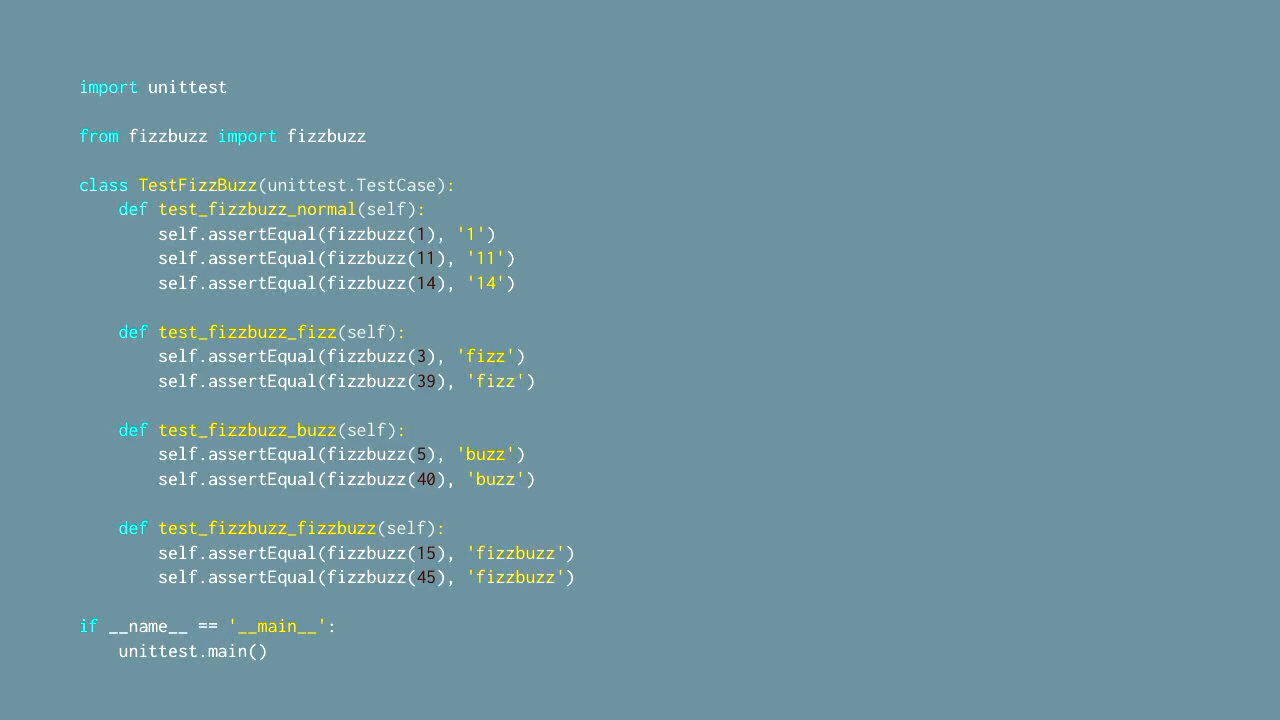 import unittest

from fizzbuzz import fizzbuzz

class TestFizzBuzz(unittest.TestCase):
    def test_fizzbuzz_normal(self):
        self.assertEqual(fizzbuzz(1), '1')
        self.assertEqual(fizzbuzz(11), '11')
        self.assertEqual(fizzbuzz(14), '14')

    def test_fizzbuzz_fizz(self):
        self.assertEqual(fizzbuzz(3), 'fizz')
        self.assertEqual(fizzbuzz(39), 'fizz')

    def test_fizzbuzz_buzz(self):
        self.assertEqual(fizzbuzz(5), 'buzz')
        self.assertEqual(fizzbuzz(40), 'buzz')

    def test_fizzbuzz_fizzbuzz(self):
        self.assertEqual(fizzbuzz(15), 'fizzbuzz')
        self.assertEqual(fizzbuzz(45), 'fizzbuzz')

if __name__ == '__main__':
    unittest.main()